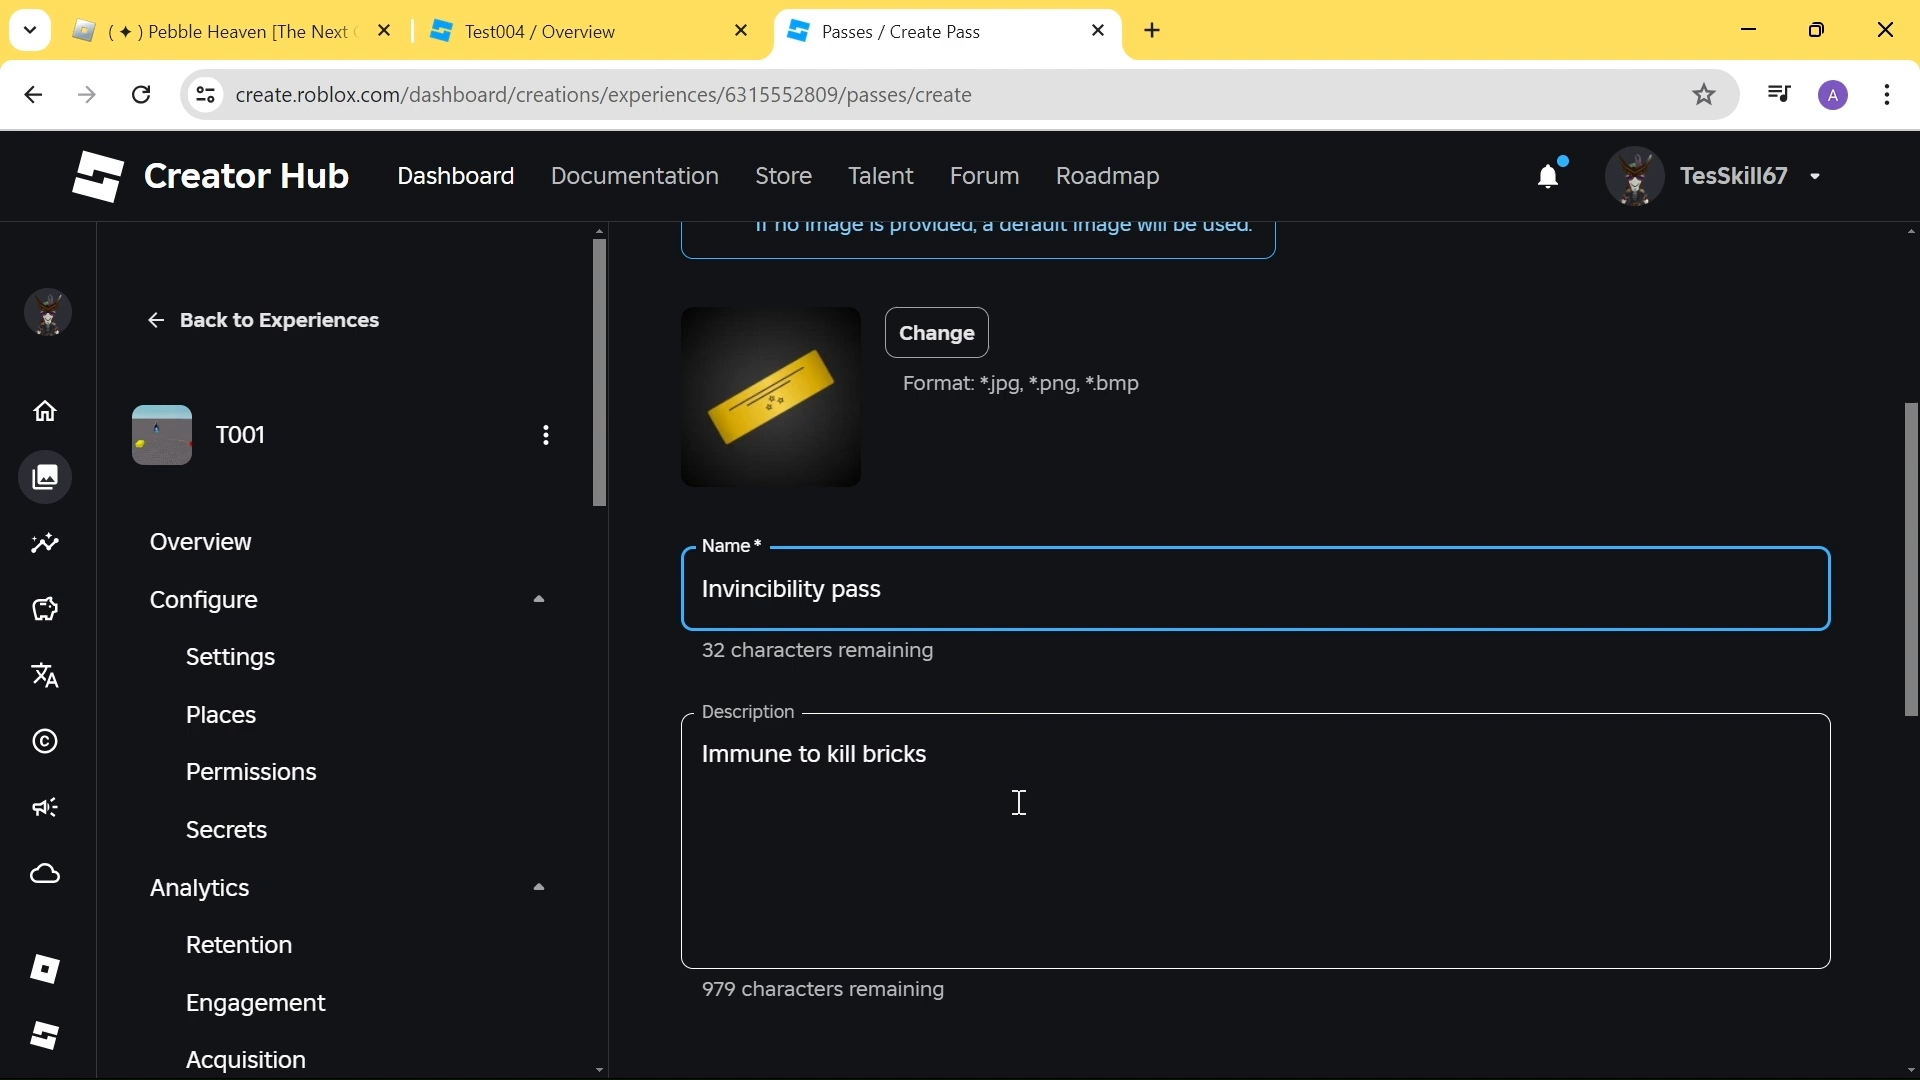 ( ✦ ) Pebble Heaven [The Next
Test004 / Overview
Passes / Create Pass
create.roblox.com/dashboard/creations/experiences/6315552809/passes/create
A
Creator Hub
Dashboard
Documentation
Store
Talent
Forum
Roadmap
TesSkill67
If no image is provided, a default image will be used.
Back to Experiences
T001
Overview
Configure
Settings
Places
Permissions
Secrets
Analytics
Retention
Engagement
Acquisition
Change
Format: *.jpg, *.png, *.bmp
Name*
Invincibility pass
32 characters remaining
Description
Immune to kill bricks
979 characters remaining